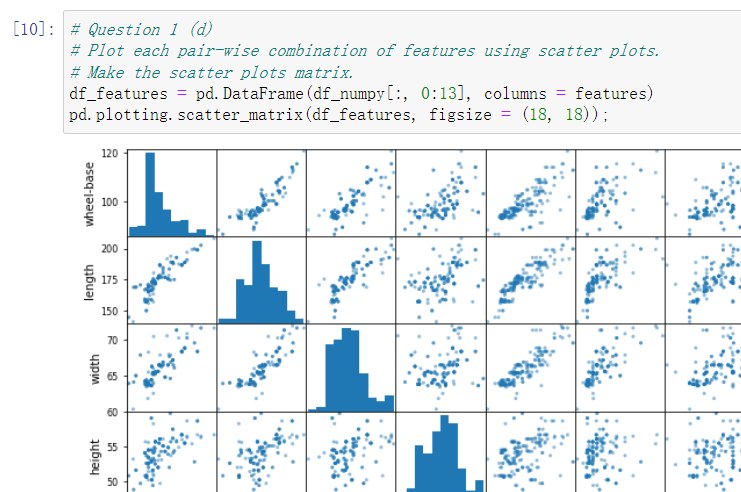 [10]: # Question 1 (d)
# Plot each pair-wise combination of features using scatter plots.
# Make the scatter plots matrix.
df_features = pd.DataFrame(df_numpy[:, 0:13], columns = features)
pd.plotting.scatter_matrix(df_features, figsize = (18, 18));
120
100
wheel-base
200
175
150
length
70
65
60
width
55
50
height